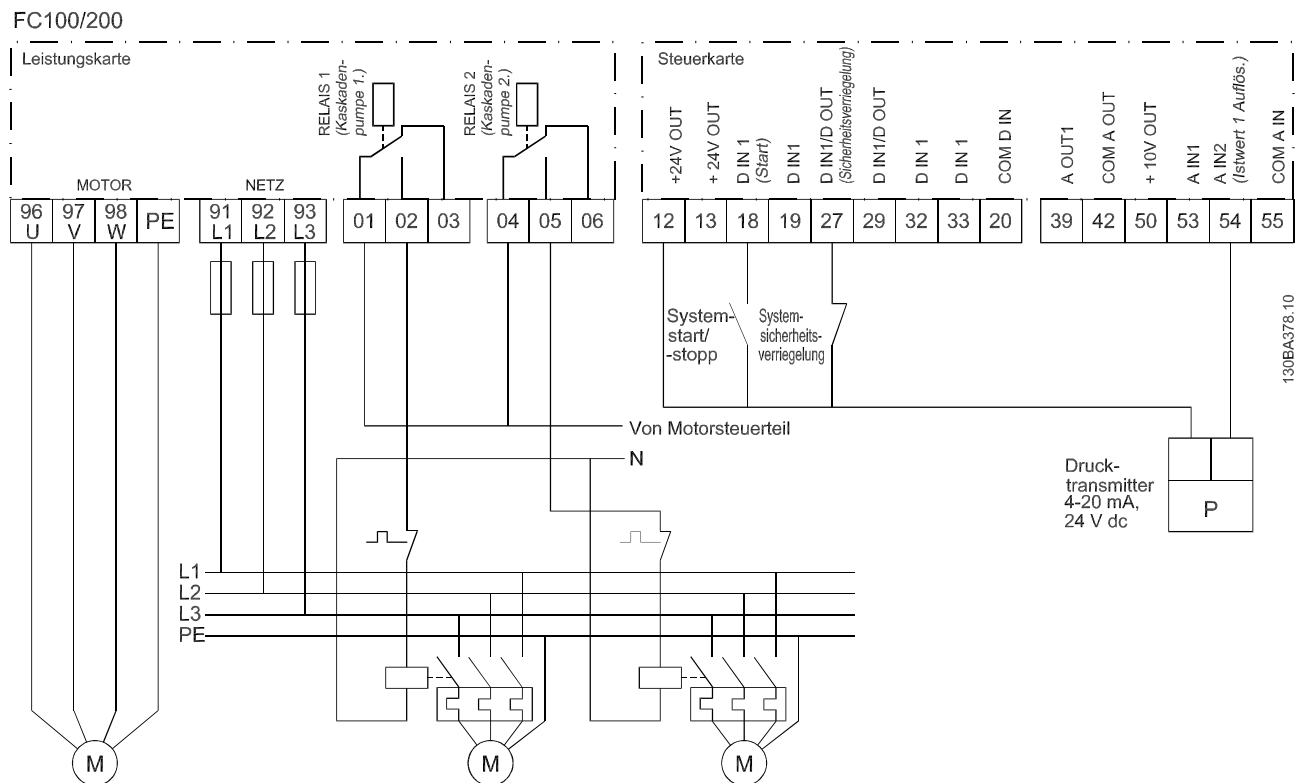 FC100/200
Leistungskarte
RELAIS 1
(Kaskaden-
pumpe 1.)
RELAIS 2
(Kaskaden-
pumpe 2.)
MOTOR
NETZ
96
U
97
V
98
W
PE
91
L1
92
L2
93
L3
01
02
03
04
05
06
Steuerkarte
+24V OUT
+ 24V OUT
D IN 1
(Start)
D IN1
D IN1/D OUT
(Sicherheitsverriegelung)
D IN1/D OUT
D IN 1
D IN 1
COM D IN
A OUT1
COM A OUT
+ 10V OUT
A IN1
A IN2
(Istwert 1 Auflös.)
COM A IN
12
13
18
19
27
29
32
33
20
39
42
50
53
54
55
System-
start/
-stopp
System-
sicherheits-
verriegelung
130BA378.10
Von Motorsteuerteil
N
Druck-
transmitter
4-20 mA,
24 V dc
P
L1
L2
L3
PE
M
M
M